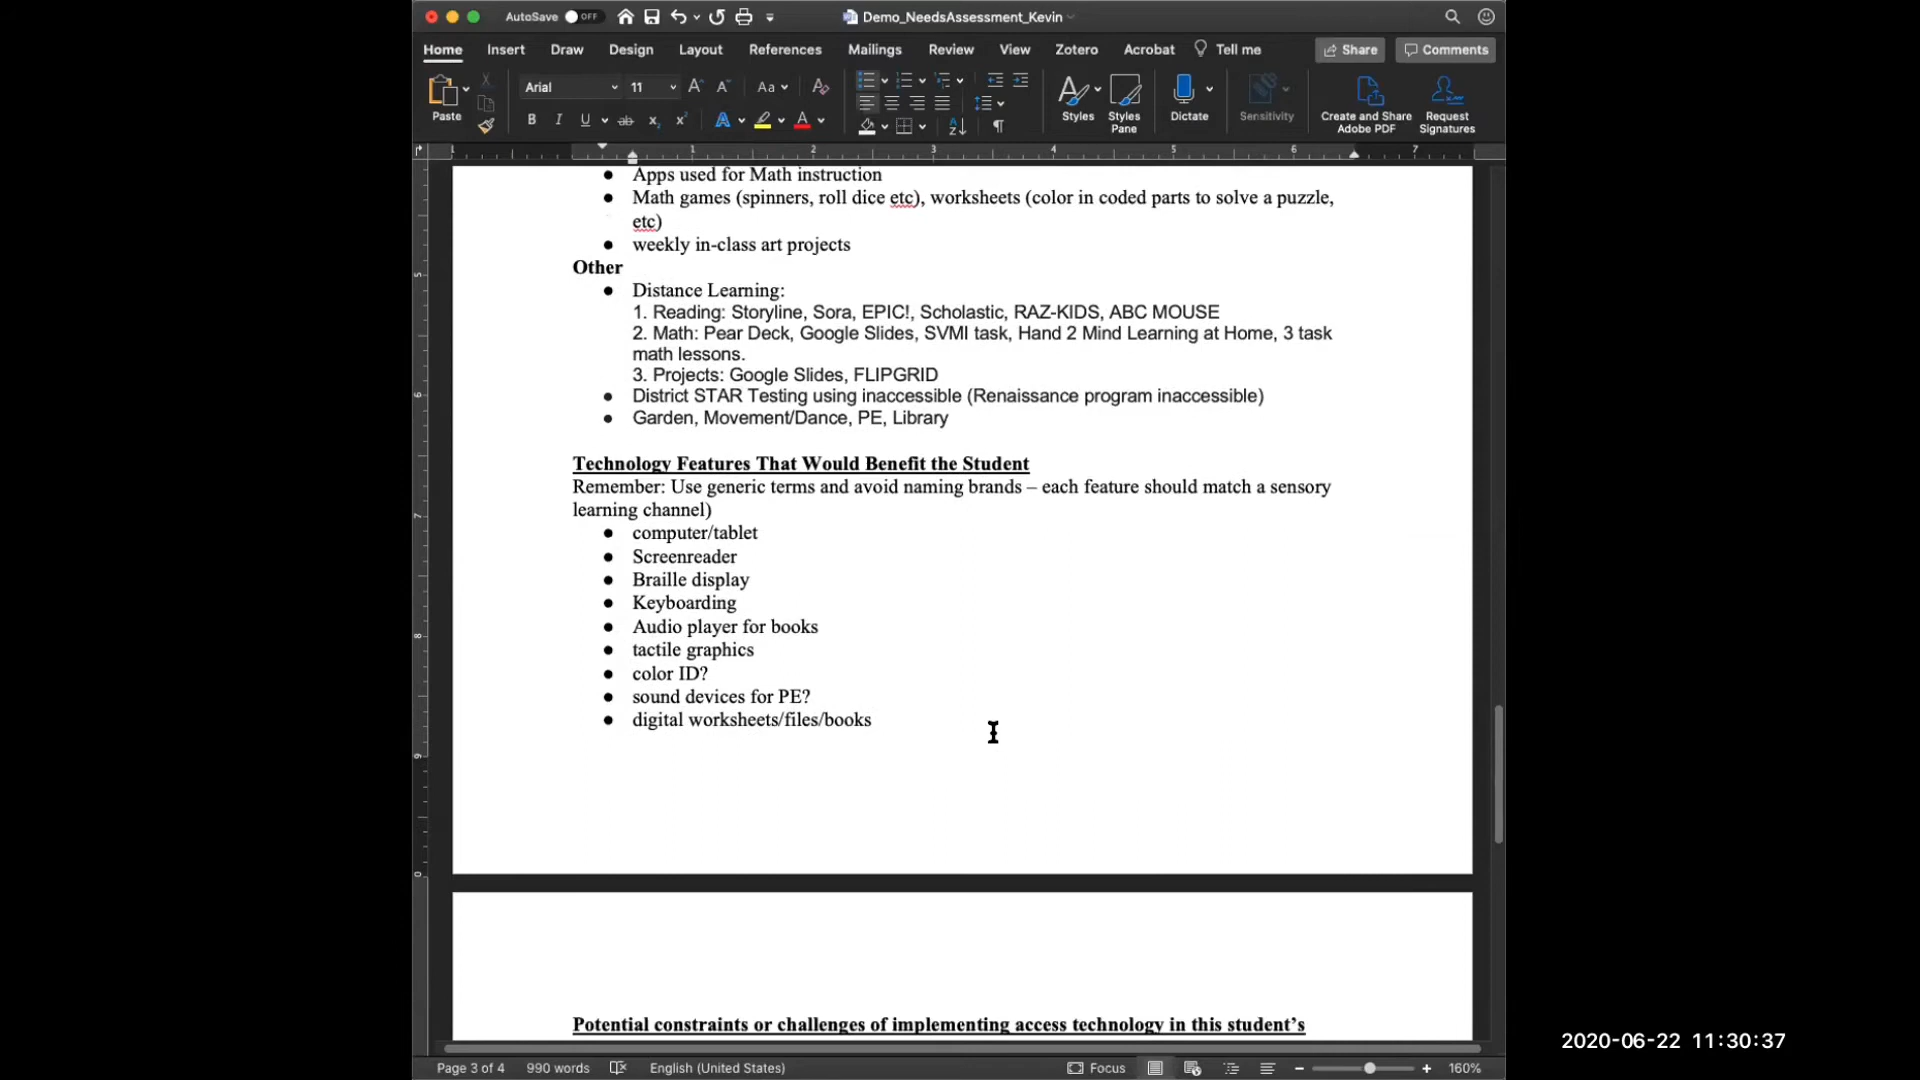 AutoSave OFF
Demo_NeedsAssessment_Kevin
Home Insert Draw Design Layout References Mailings Review View Zotero Acrobat Tell me Share Comments
Paste
Arial 11
Styles
Styles Pane
Dictate
Sensitivity
Create and Share Adobe PDF
Request Signatures
1 1 2 3 4 5 6 7
● Apps used for Math instruction
● Math games (spinners, roll dice etc), worksheets (color in coded parts to solve a puzzle,
etc)
● weekly in-class art projects
Other
● Distance Learning:
1. Reading: Storyline, Sora, EPIC!, Scholastic, RAZ-KIDS, ABC MOUSE
2. Math: Pear Deck, Google Slides, SVMI task, Hand 2 Mind Learning at Home, 3 task
math lessons.
3. Projects: Google Slides, FLIPGRID
● District STAR Testing using inaccessible (Renaissance program inaccessible)
● Garden, Movement/Dance, PE, Library
Technology Features That Would Benefit the Student
Remember: Use generic terms and avoid naming brands – each feature should match a sensory
learning channel)
● computer/tablet
● Screenreader
● Braille display
● Keyboarding
● Audio player for books
● tactile graphics
● color ID?
● sound devices for PE?
● digital worksheets/files/books
Potential constraints or challenges of implementing access technology in this student’s
Page 3 of 4 990 words English (United States) Focus 160%
2020-06-22 11:30:37